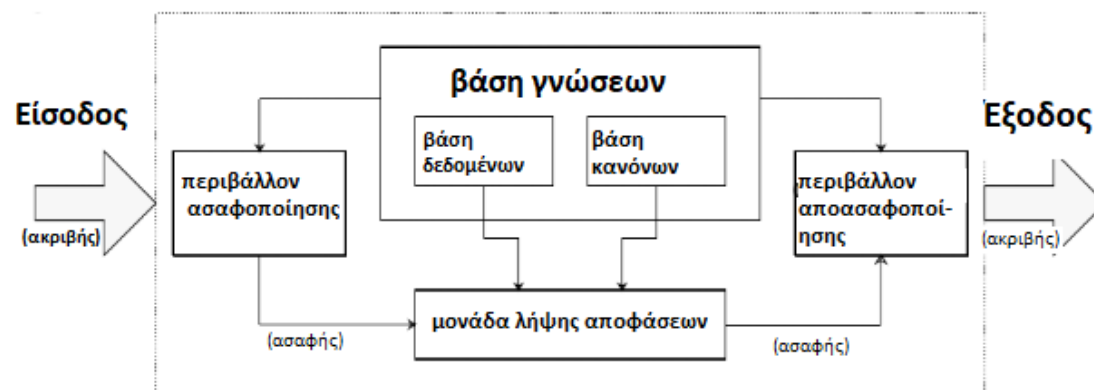 βάση γνώσεων
Είσοδος
Έξοδος
βάση
δεδομένων
βάση
κανόνων
περιβάλλον
ασαφοποίησης
περιβάλλον
αποασαφοποί-
ησης
(ακριβής)
(ακριβής)
μονάδα λήψης αποφάσεων
(ασαφής)
(ασαφής)